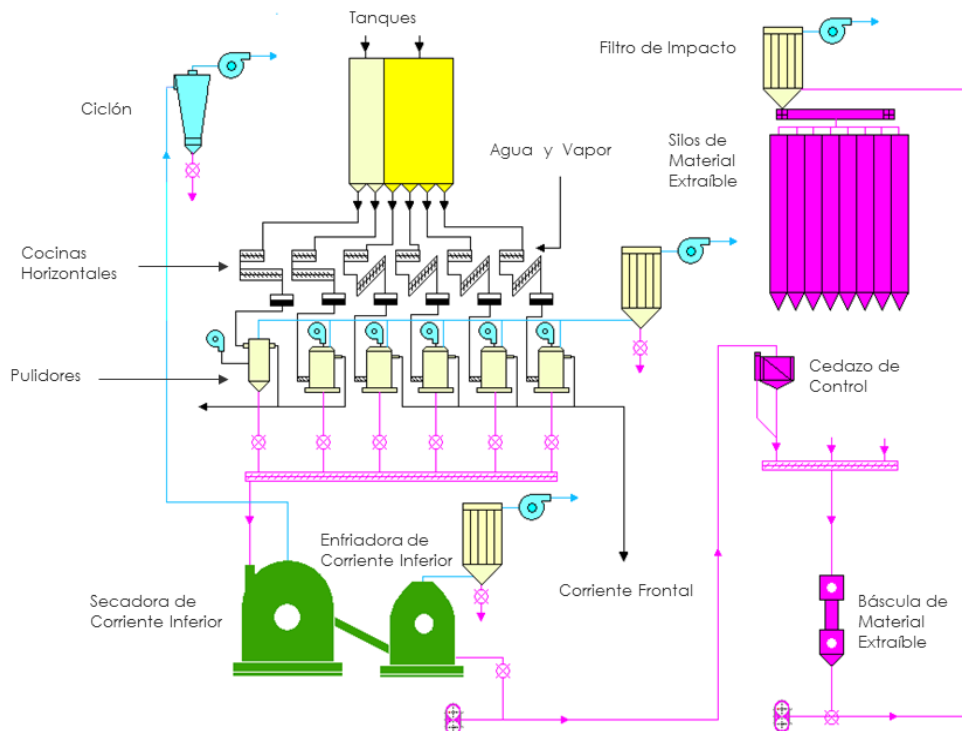 Tanques
Filtro de Impacto
Ciclón
Agua y Vapor
Silos de
Material
Extraíble
Cocinas
Horizontales
Pulidores
Cedazo de
Control
Enfriadora de
Corriente Inferior
Corriente Frontal
Secadora de
Corriente Inferior
Báscula de
Material
Extraíble